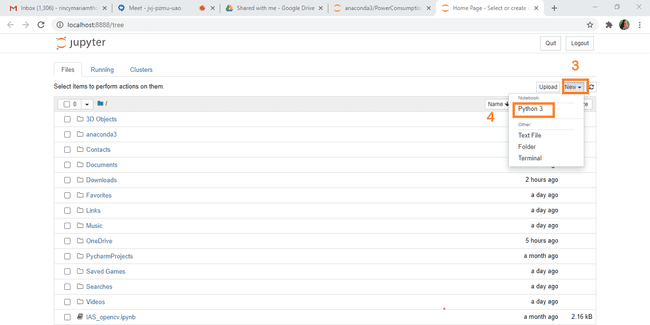 Inbox (1,306) - rincymariamtho
Meet - jvj-pizmu-uao
Shared with me - Google Drive
anaconda3/PowerConsumption
Home Page - Select or create a
localhost:8888/tree
jupyter
Quit
Logout
Files
Running
Clusters
3
Select items to perform actions on them.
Upload
New
0
/
Name
Notebook:
Python 3
4
Other:
Text File
Folder
Terminal
3D Objects
anaconda3
Contacts
Documents
Downloads
2 hours ago
Favorites
a day ago
Links
a day ago
Music
a day ago
OneDrive
5 hours ago
PycharmProjects
a month ago
Saved Games
a day ago
Searches
a day ago
Videos
a day ago
IAS_opencv.ipynb
a month ago
2.16 kB